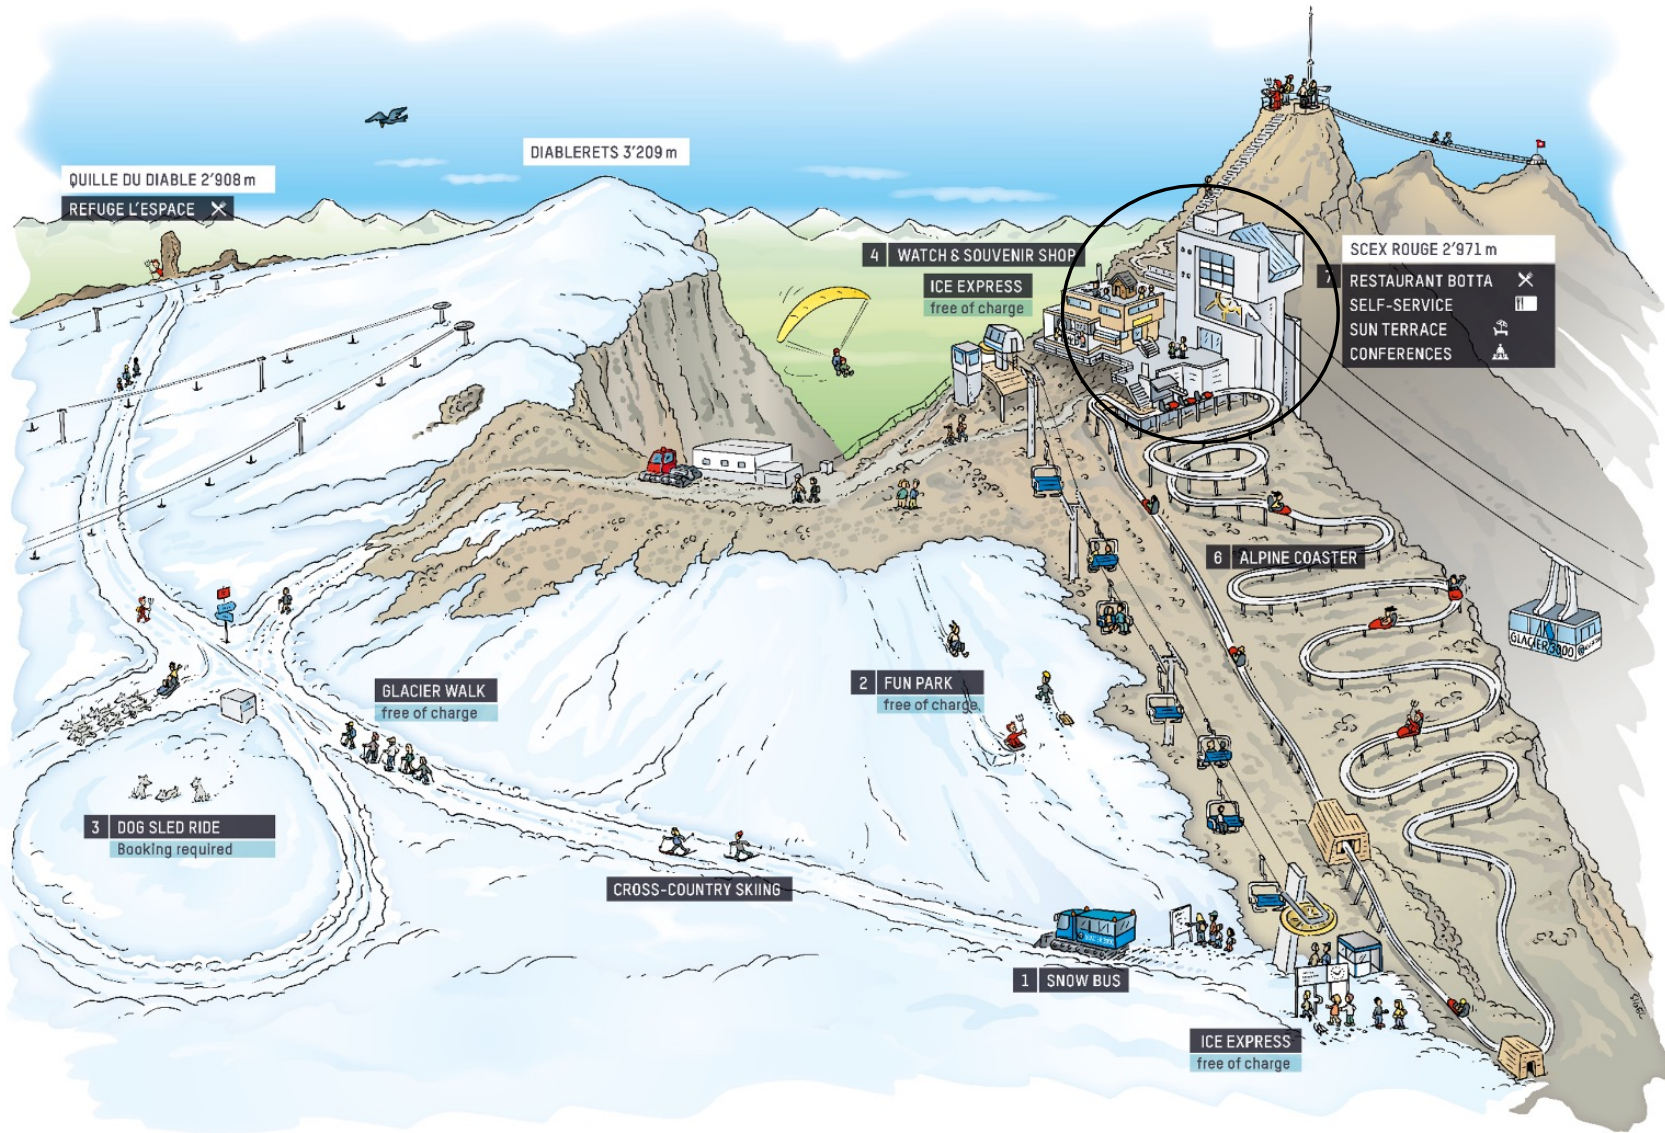 DIABLERETS 3'209 m
QUILLE DU DIABLE 2'908 m
REFUGE L'ESPACE
4 WATCH & SOUVENIR SHOP
ICE EXPRESS
free of charge
SCEX ROUGE 2'971 m
7 RESTAURANT BOTTA
SELF-SERVICE
SUN TERRACE
CONFERENCES
6 ALPINE COASTER
GLACIER 3000
GLACIER WALK
free of charge
2 FUN PARK
free of charge
3 DOG SLED RIDE
Booking required
CROSS-COUNTRY SKIING
1 SNOW BUS
ICE EXPRESS
free of charge